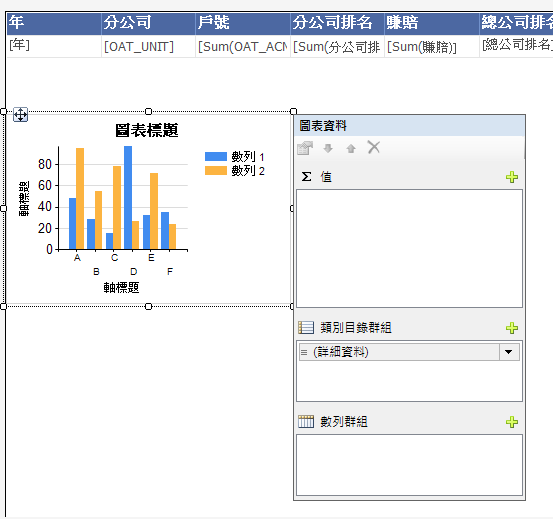 年 分公司 戶號 分公司排名 賺賠 總公司排名
[年] [OAT_UNIT] [Sum(OAT_ACN [Sum(分公司排 [Sum(賺賠)] [總公司排名]
圖表標題
80
60
40
20
0
軸標題
A B C D E F
軸標題
數列 1
數列 2
圖表資料
Σ 值
類別目錄群組
(詳細資料)
數列群組